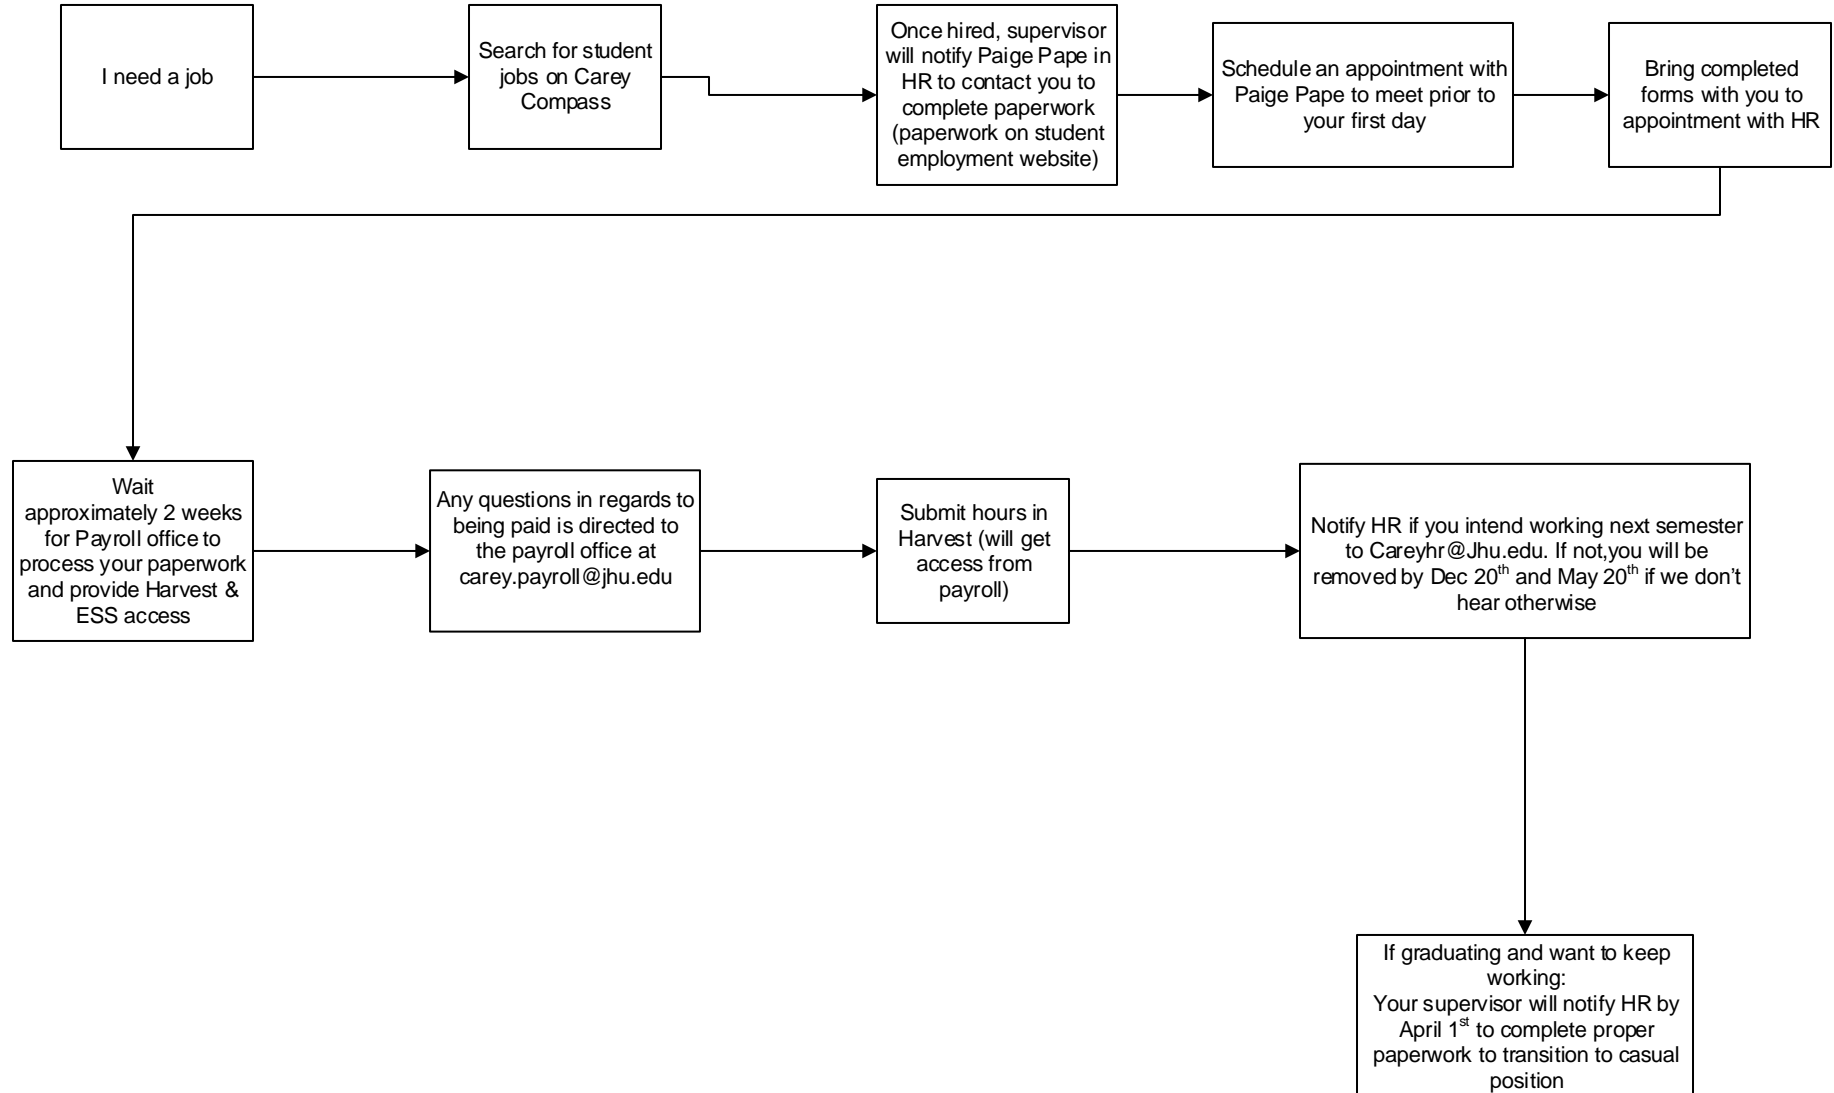 I need a job
Search for student
jobs on Carey
Compass
Once hired, supervisor
will notify Paige Pape in
HR to contact you to
complete paperwork
(paperwork on student
employment website)
Schedule an appointment with
Paige Pape to meet prior to
your first day
Bring completed
forms with you to
appointment with HR
Wait
approximately 2 weeks
for Payroll office to
process your paperwork
and provide Harvest &
ESS access
Any questions in regards to
being paid is directed to
the payroll office at
carey.payroll@jhu.edu
Submit hours in
Harvest (will get
access from
payroll)
Notify HR if you intend working next semester
to Careyhr@Jhu.edu. If not,you will be
removed by Dec 20th and May 20th if we don’t
hear otherwise
If graduating and want to keep
working:
Your supervisor will notify HR by
April 1st to complete proper
paperwork to transition to casual
position